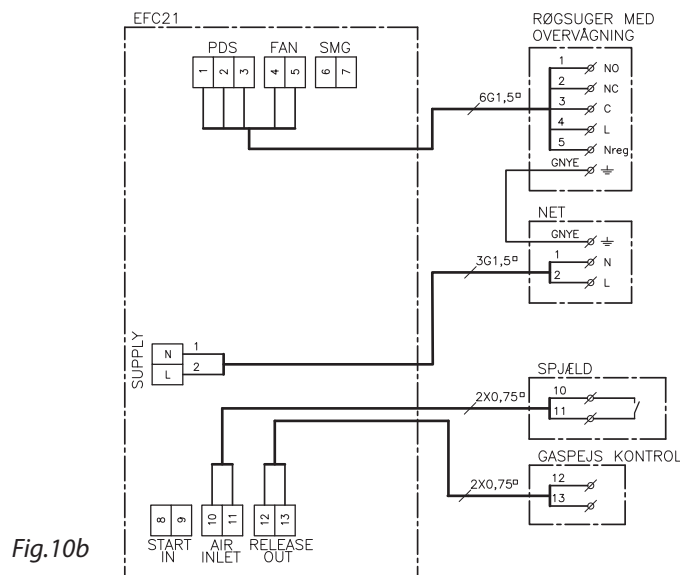 EFC21
PDS FAN SMG
1 2 3 4 5 6 7
6G1,5¤
RØGSUGER MED
OVERVÅGNING
1 NO
2 NC
3 C
4 L
5 Nreg
GNYE
NET
GNYE
1 N
2 L
3G1,5¤
SUPPLY
N 1
L 2
SPJÆLD
10
11
2X0,75¤
GASPEJS KONTROL
12
13
2X0,75¤
8 9 10 11 12 13
START IN
AIR INLET
RELEASE OUT
Fig.10b